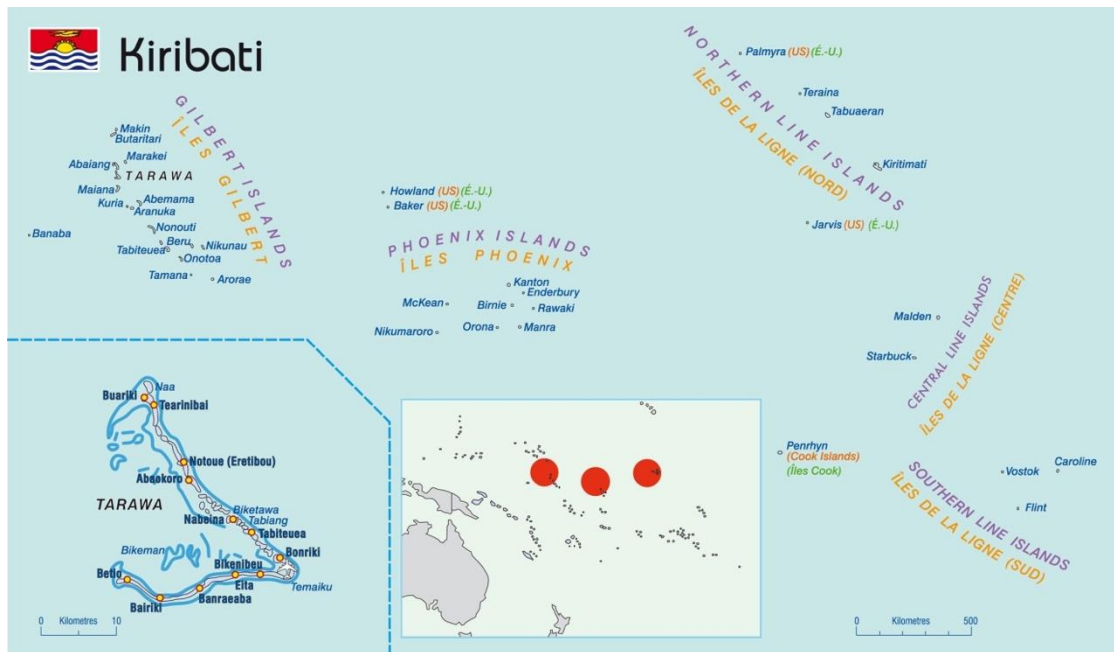 Kiribati
GILBERT ISLANDS
ÎLES GILBERT
Makin
Butaritari
Marakei
Abaiang
TARAWA
Maiana
Abemama
Kuria
Aranuka
Nonouti
Banaba
Beru
Nikunau
Tabiteuea
Onotoa
Tamana
Arorae
Howland (US) (É.-U.)
Baker (US) (É.-U.)
PHOENIX ISLANDS
ÎLES PHOENIX
Kanton
Enderbury
McKean
Birnie
Rawaki
Nikumaroro
Orona
Manra
NORTHERN LINE ISLANDS
ÎLES DE LA LIGNE (NORD)
Palmyra (US) (É.-U.)
Teraina
Tabuaeran
Kiritimati
Jarvis (US) (É.-U.)
CENTRAL LINE ISLANDS
ÎLES DE LA LIGNE (CENTRE)
Malden
Starbuck
Penrhyn
(Cook Islands)
(Îles Cook)
SOUTHERN LINE ISLANDS
ÎLES DE LA LIGNE (SUD)
Caroline
Vostok
Flint
Naa
Buariki
Tearinibai
Notoue (Eretibou)
Abaokoro
TARAWA
Biketawa
Nabeina
Tabiang
Tabiteuea
Bikeman
Bonriki
Bikenibeu
Betio
Eita
Temaiku
Banraeaba
Bairiki
0 Kilometres 10
0 Kilometres 500